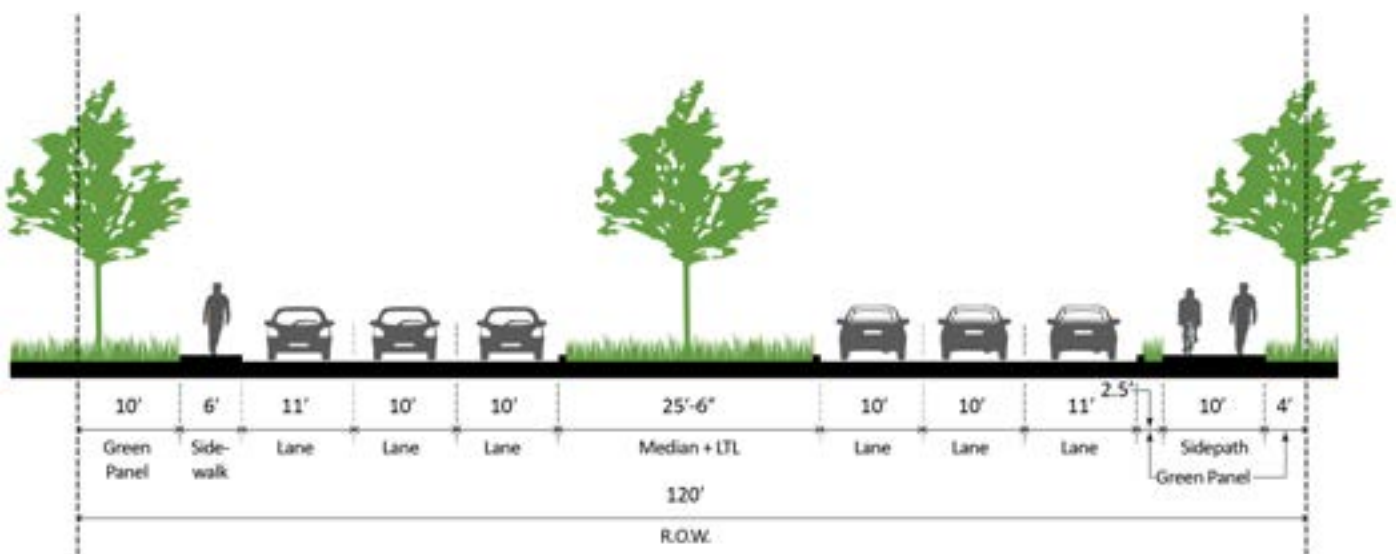 10' 6' 11' 10' 10' 25'-6" 10' 10' 11' 2.5' 10' 4'
Green Side- Lane Lane Lane Median + LTL Lane Lane Lane Sidepath
Panel walk
Green Panel
120'
R.O.W.